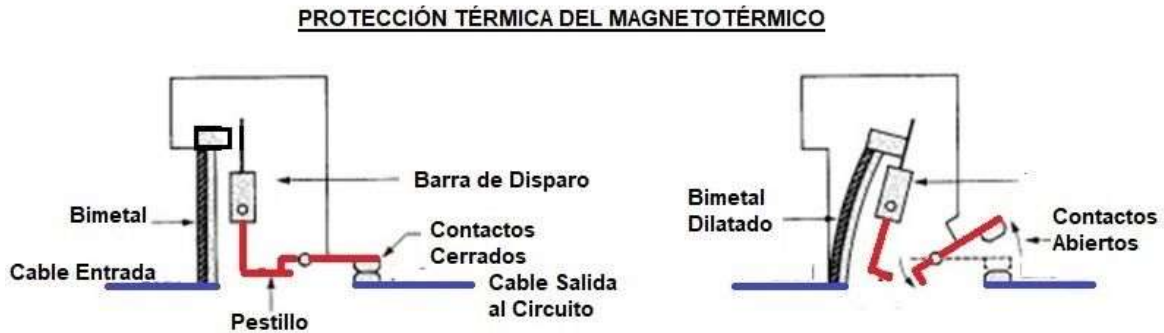 PROTECCIÓN TÉRMICA DEL MAGNETOTÉRMICO
Barra de Disparo
Bimetal
Contactos
Cerrados
Cable Entrada
Cable Salida
al Circuito
Pestillo
Bimetal
Dilatado
Contactos
Abiertos